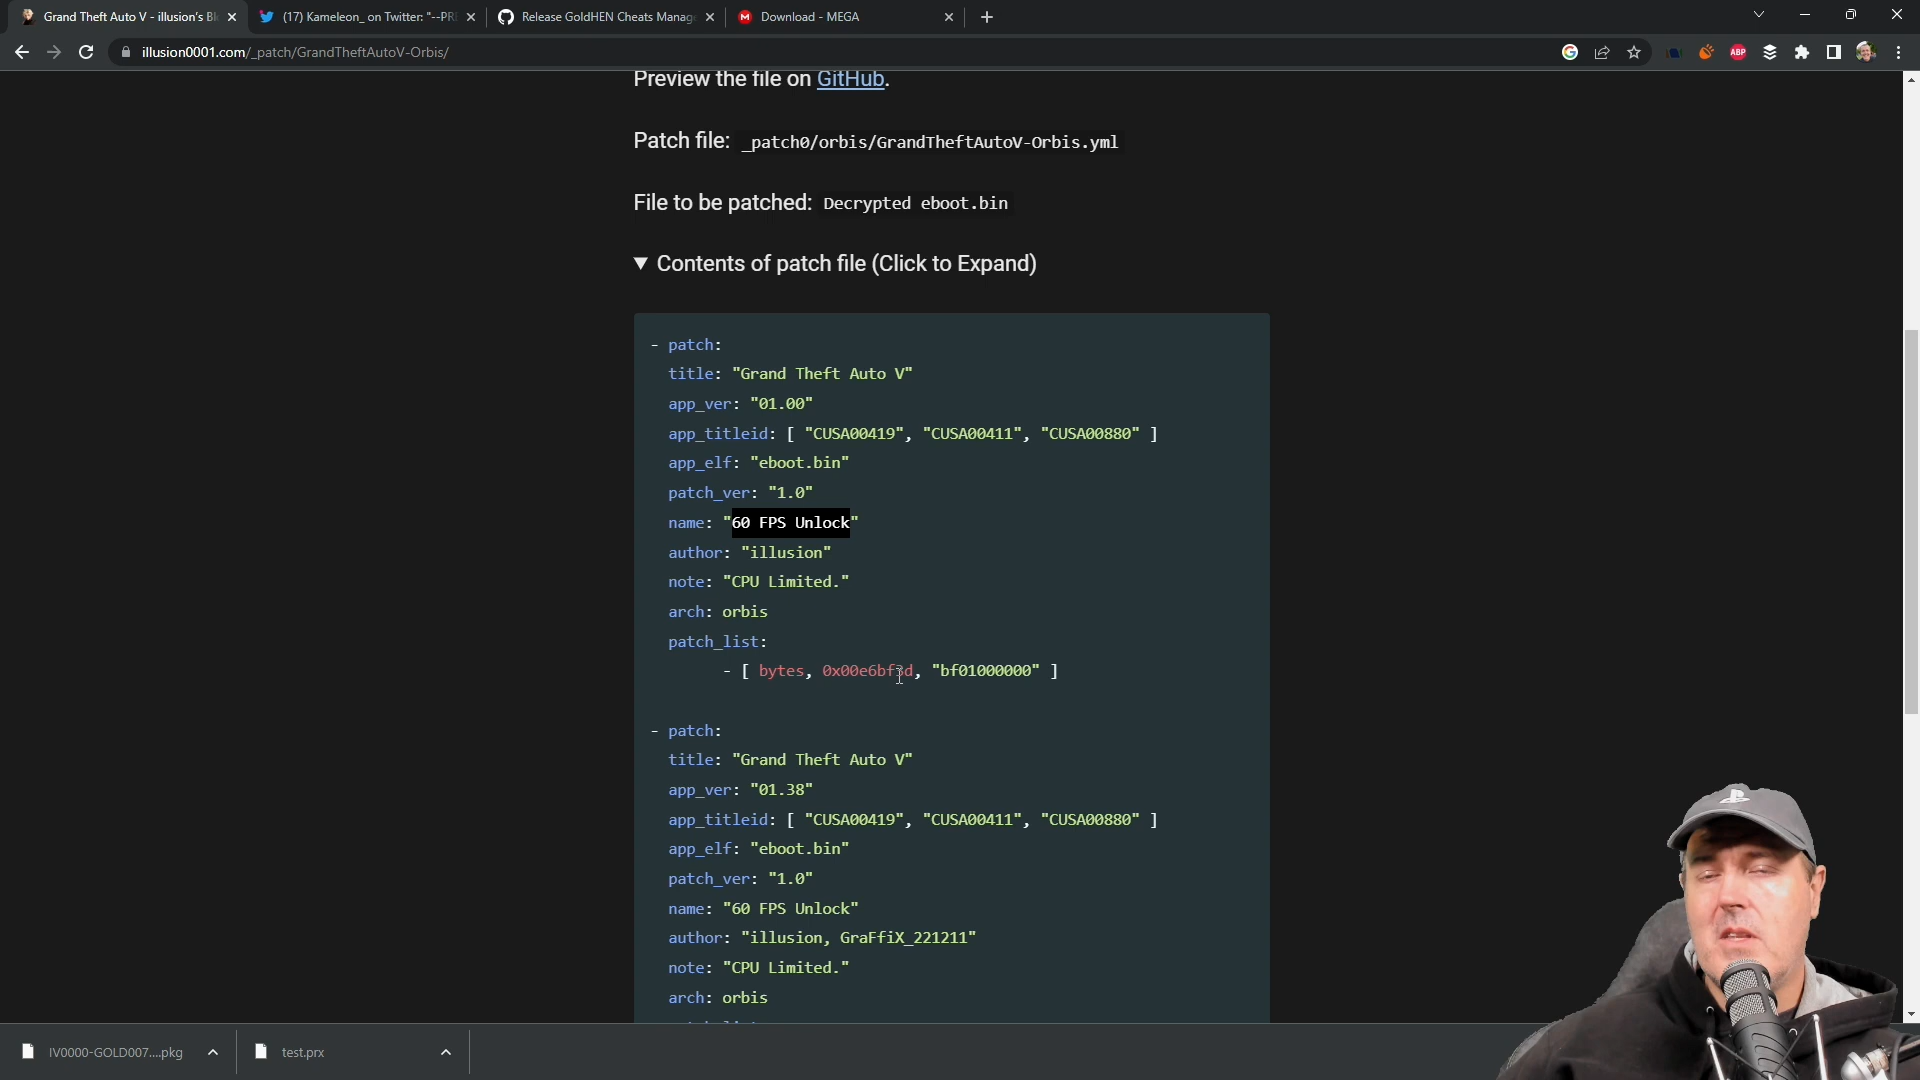 Grand Theft Auto V - illusion's Bl
(17) Kameleon_ on Twitter: "--PRE
Release GoldHEN Cheats Manag
Download - MEGA
illusion0001.com/_patch/GrandTheftAutoV-Orbis/
ABP
Preview the file on GitHub.
Patch file: _patch0/orbis/GrandTheftAutoV-Orbis.yml
File to be patched: Decrypted eboot.bin
▼ Contents of patch file (Click to Expand)
- patch:
title: "Grand Theft Auto V"
app_ver: "01.00"
app_titleid: [ "CUSA00419", "CUSA00411", "CUSA00880" ]
app_elf: "eboot.bin"
patch_ver: "1.0"
name: "60 FPS Unlock"
author: "illusion"
note: "CPU Limited."
arch: orbis
patch_list:
- [ bytes, 0x00e6bf3d, "bf01000000" ]
- patch:
title: "Grand Theft Auto V"
app_ver: "01.38"
app_titleid: [ "CUSA00419", "CUSA00411", "CUSA00880" ]
app_elf: "eboot.bin"
patch_ver: "1.0"
name: "60 FPS Unlock"
author: "illusion, GraFfiX_221211"
note: "CPU Limited."
arch: orbis
IV0000-GOLD007....pkg
test.prx